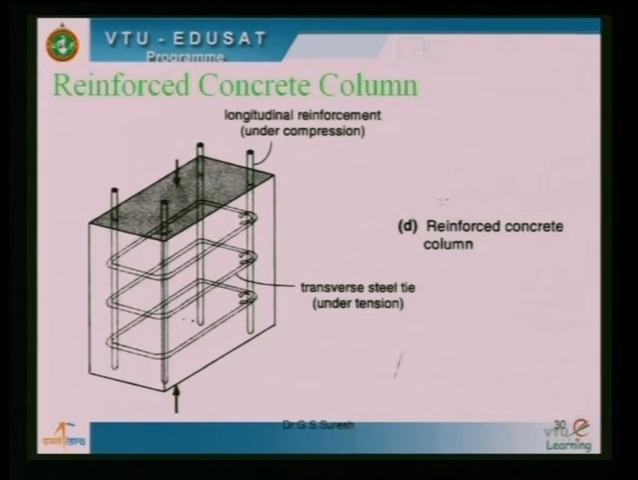 VTU - EDUSAT
Programme
Reinforced Concrete Column
longitudinal reinforcement
(under compression)
(d) Reinforced concrete
column
transverse steel tie
(under tension)
Dr.G.S.Suresh
30
vtu e
Learning